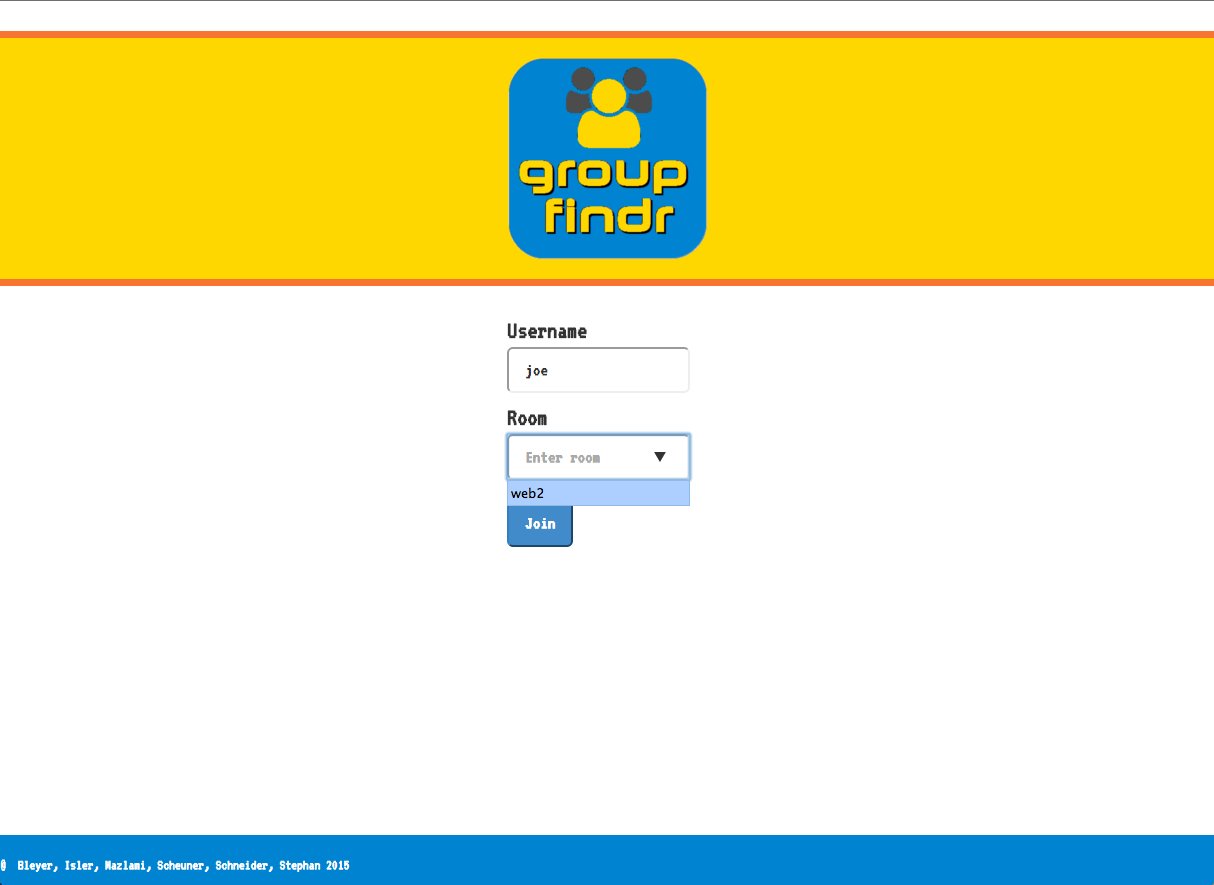 group
findr
Username
joe
Room
Enter room
web2
Join
@ Bleyer, Isler, Mazlami, Scheuner, Schneider, Stephan 2015